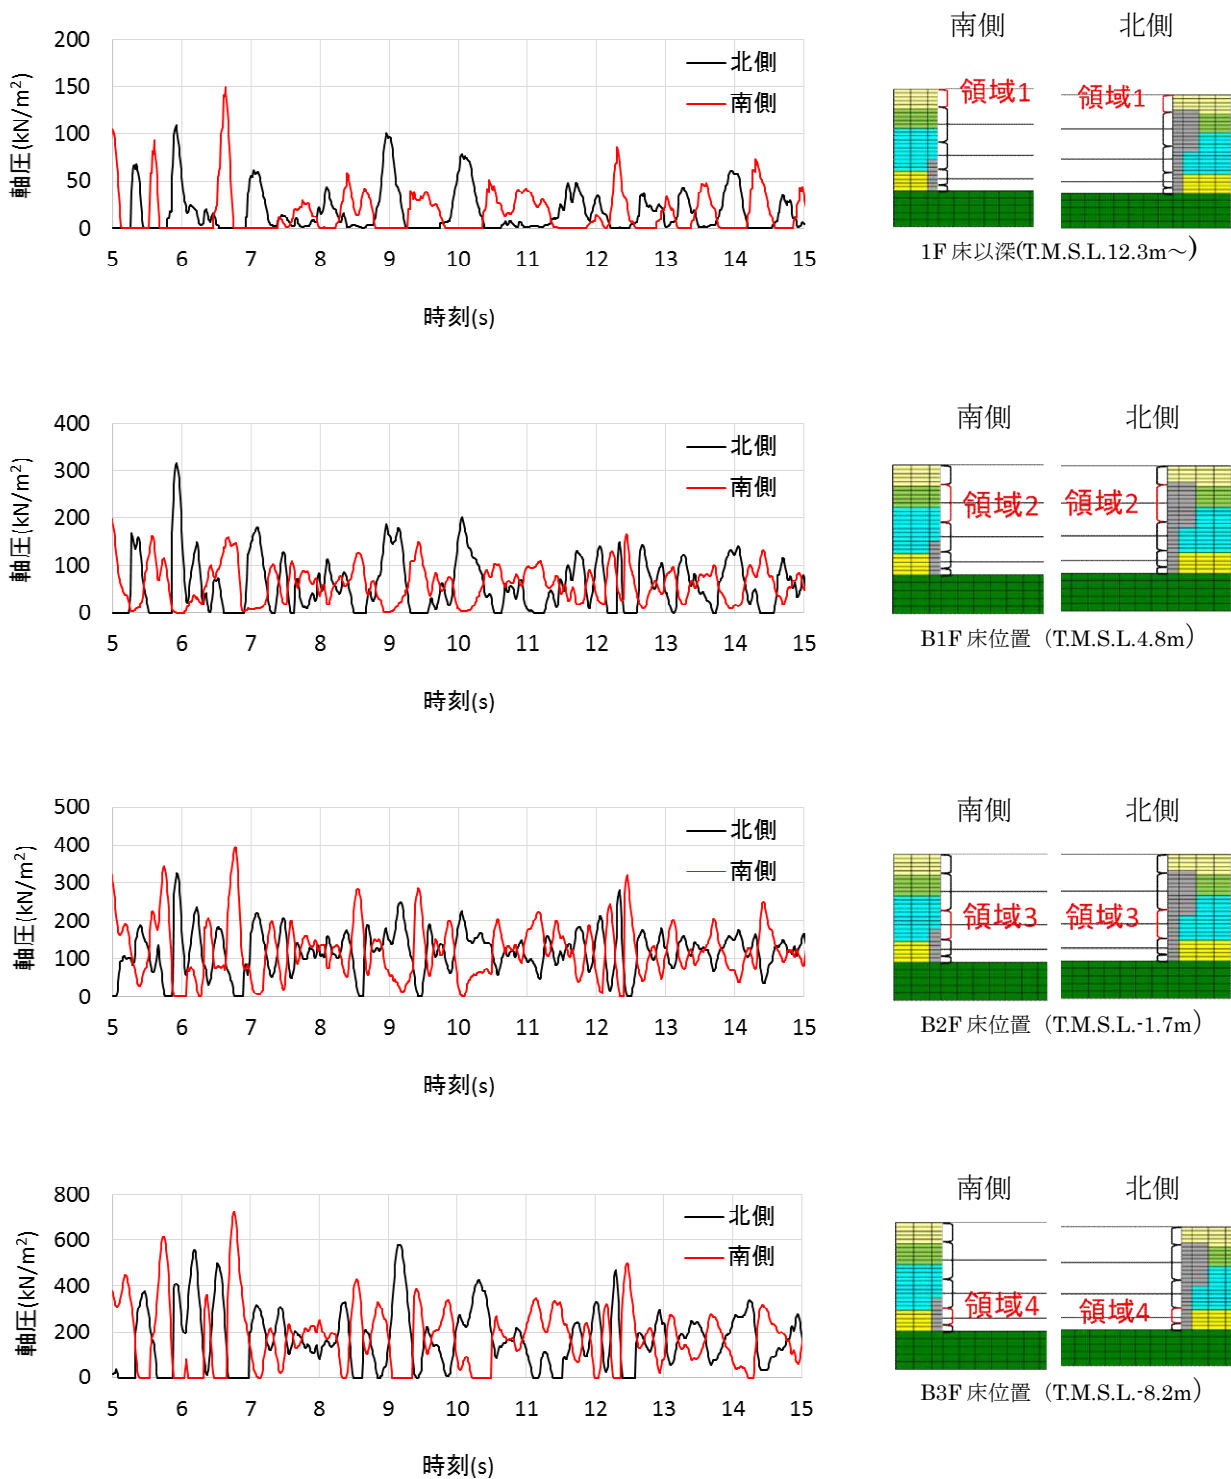 南側 北側
200
150
100
50
0
軸圧(kN/m²)
北側
南側
5 6 7 8 9 10 11 12 13 14 15
時刻(s)
領域1 領域1
1F 床以深(T.M.S.L.12.3m～)
南側 北側
400
300
200
100
0
軸圧(kN/m²)
北側
南側
5 6 7 8 9 10 11 12 13 14 15
時刻(s)
領域2 領域2
B1F 床位置（T.M.S.L.4.8m）
南側 北側
500
400
300
200
100
0
軸圧(kN/m²)
北側
南側
5 6 7 8 9 10 11 12 13 14 15
時刻(s)
領域3 領域3
B2F 床位置（T.M.S.L.-1.7m）
南側 北側
800
600
400
200
0
軸圧(kN/m²)
北側
南側
5 6 7 8 9 10 11 12 13 14 15
時刻(s)
領域4 領域4
B3F 床位置（T.M.S.L.-8.2m）